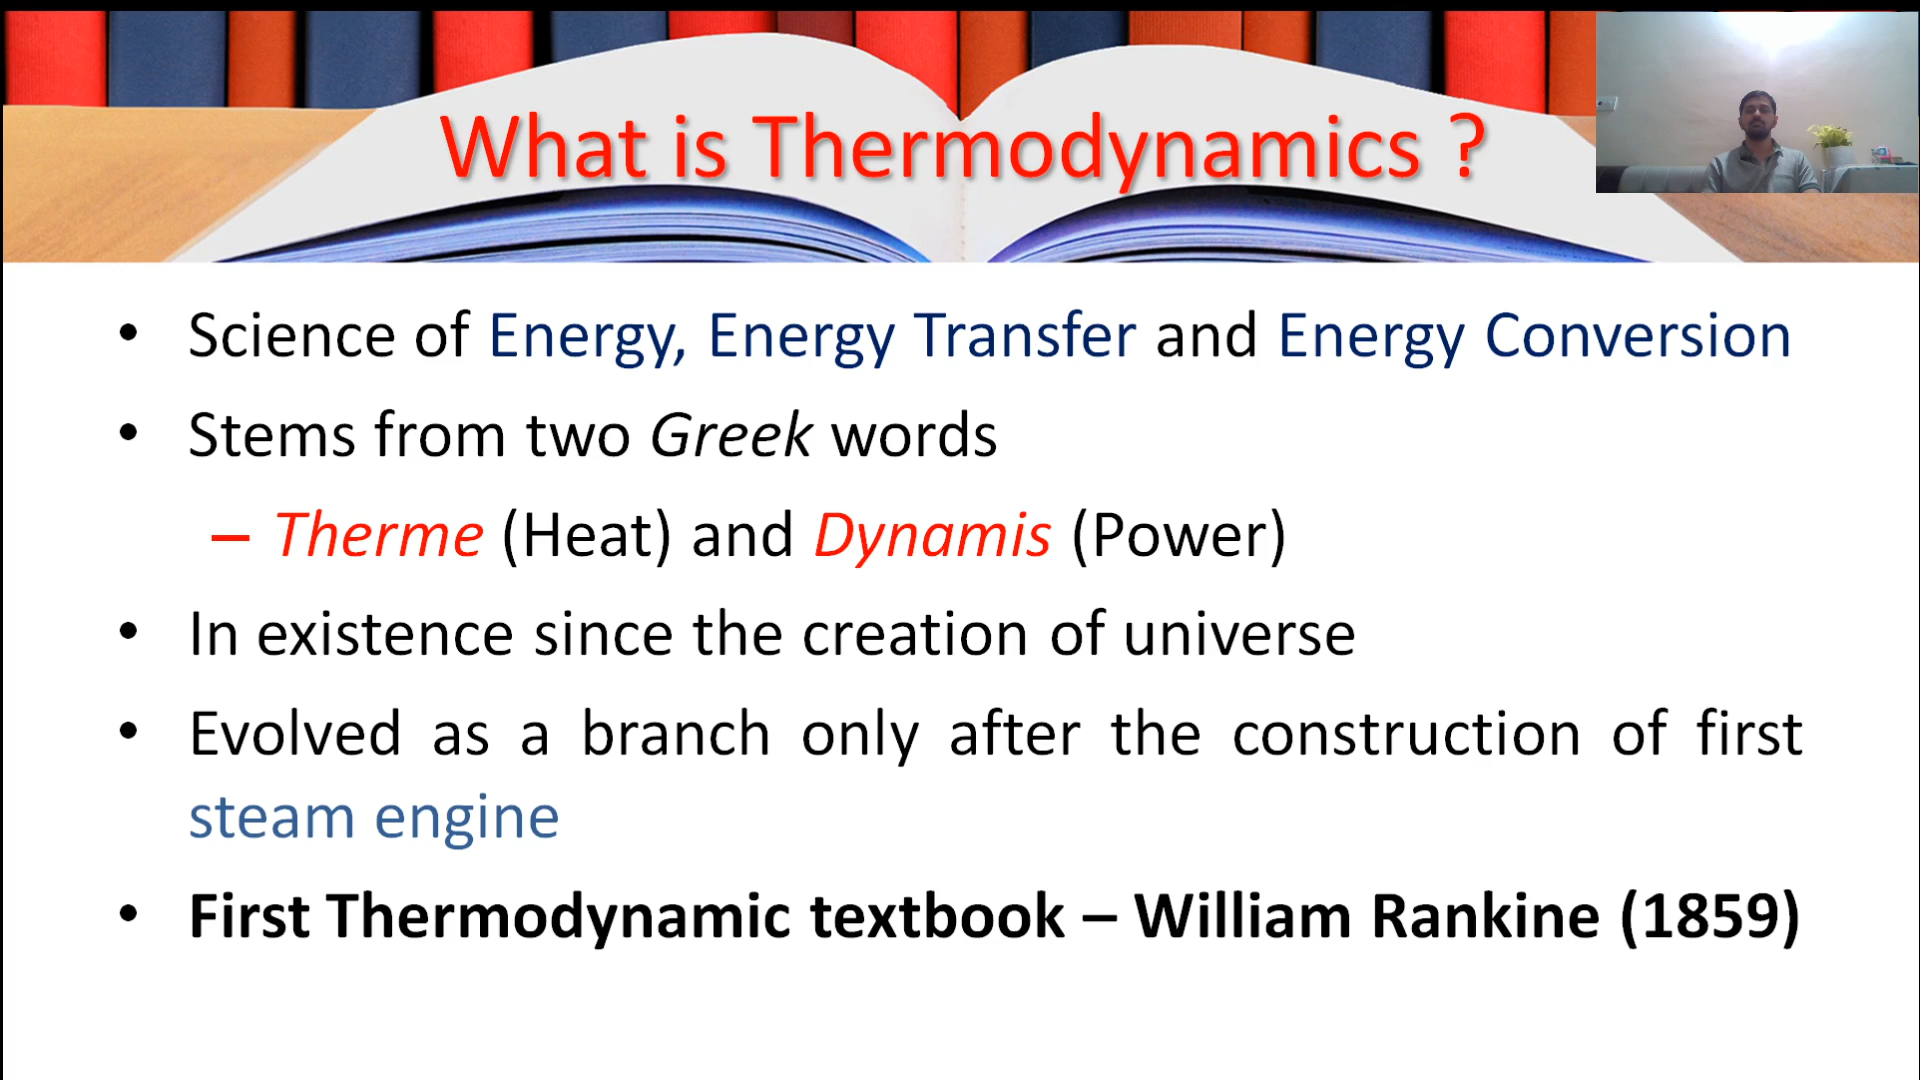 What is Thermodynamics ?
• Science of Energy, Energy Transfer and Energy Conversion
• Stems from two Greek words
– Therme (Heat) and Dynamis (Power)
• In existence since the creation of universe
• Evolved as a branch only after the construction of first
steam engine
• First Thermodynamic textbook – William Rankine (1859)